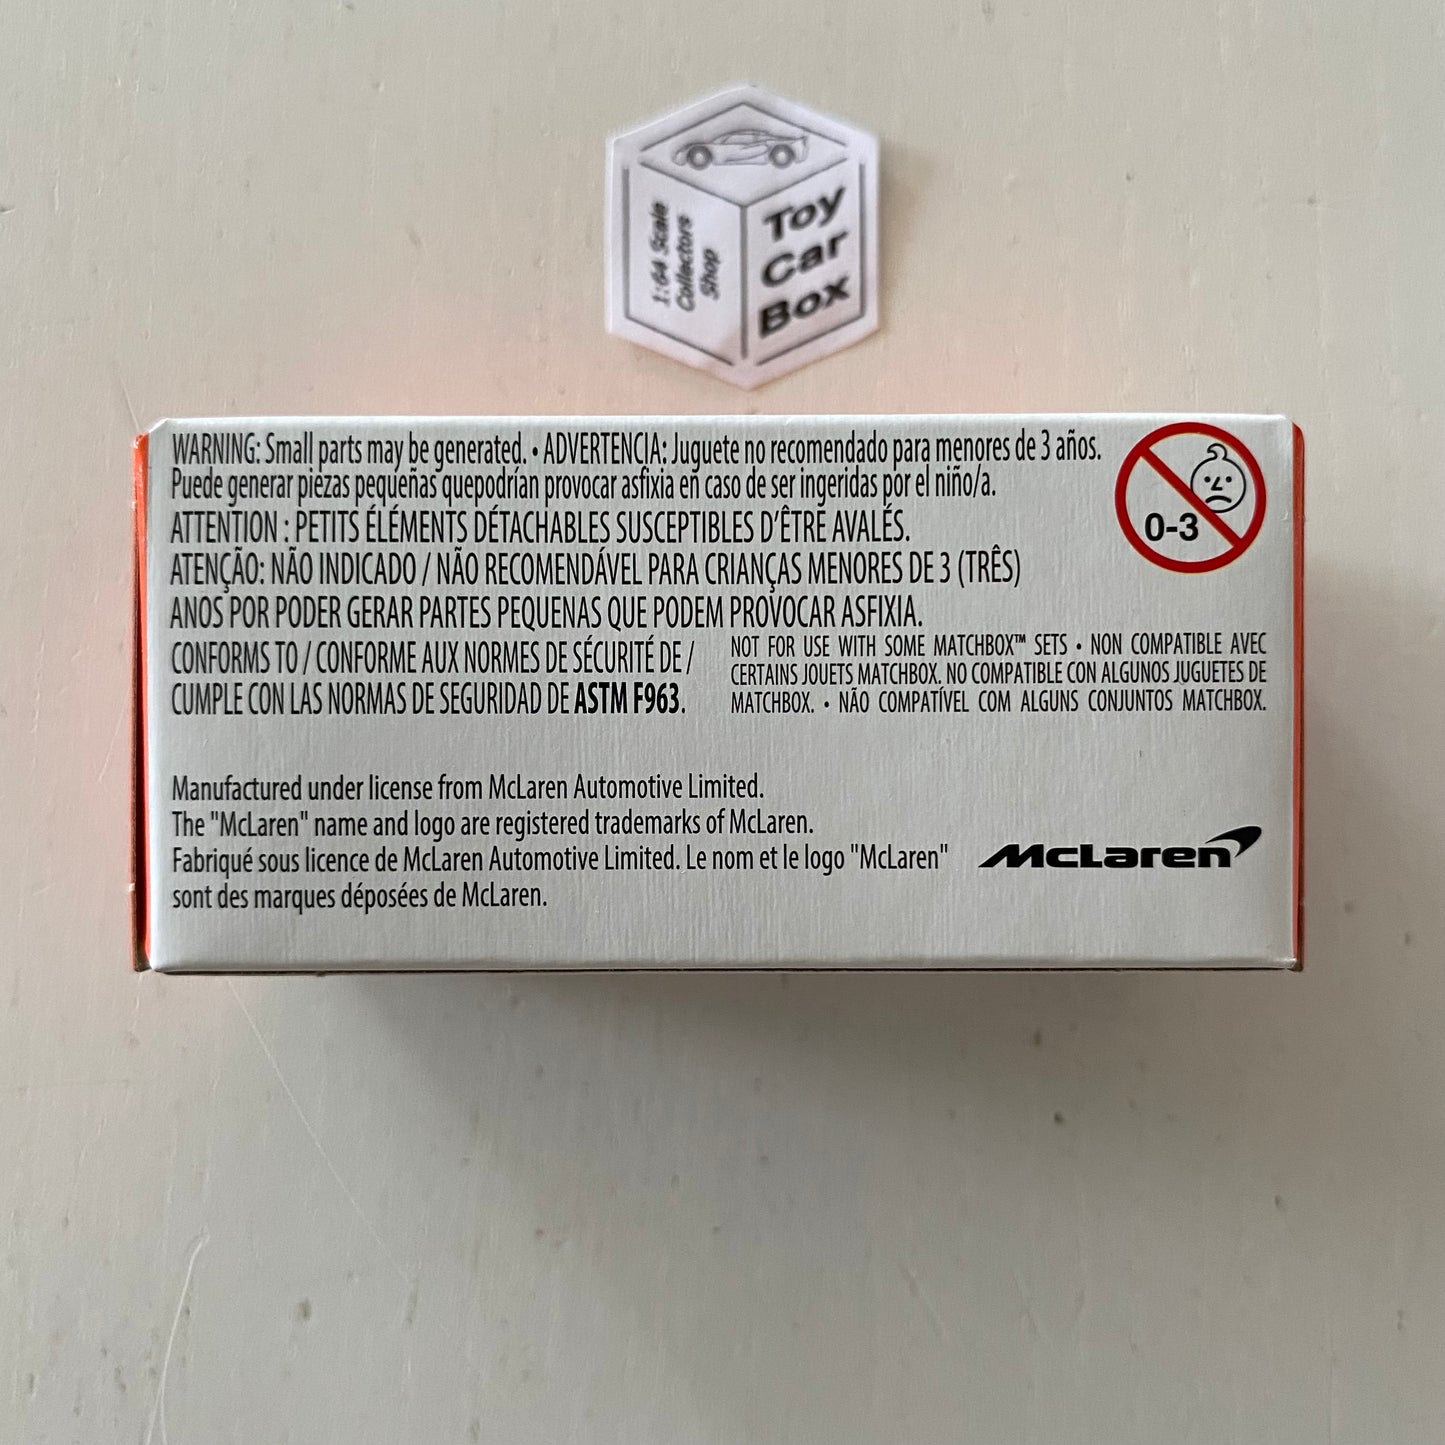 1:64 Scale
Collectors
Shop
Toy
Car
Box
WARNING: Small parts may be generated. • ADVERTENCIA: Juguete no recomendado para menores de 3 años.
Puede generar piezas pequeñas quepodrían provocar asfixia en caso de ser ingeridas por el niño/a.
ATTENTION : PETITS ÉLÉMENTS DÉTACHABLES SUSCEPTIBLES D'ÊTRE AVALÉS.
ATENÇÃO: NÃO INDICADO / NÃO RECOMENDÁVEL PARA CRIANÇAS MENORES DE 3 (TRÊS)
ANOS POR PODER GERAR PARTES PEQUENAS QUE PODEM PROVOCAR ASFIXIA.
0-3
CONFORMS TO / CONFORME AUX NORMES DE SÉCURITÉ DE /
CUMPLE CON LAS NORMAS DE SEGURIDAD DE ASTM F963.
NOT FOR USE WITH SOME MATCHBOX™ SETS • NON COMPATIBLE AVEC
CERTAINS JOUETS MATCHBOX. NO COMPATIBLE CON ALGUNOS JUGUETES DE
MATCHBOX. • NÃO COMPATÍVEL COM ALGUNS CONJUNTOS MATCHBOX.
Manufactured under license from McLaren Automotive Limited.
The "McLaren" name and logo are registered trademarks of McLaren.
Fabriqué sous licence de McLaren Automotive Limited. Le nom et le logo "McLaren"
sont des marques déposées de McLaren.
McLaren